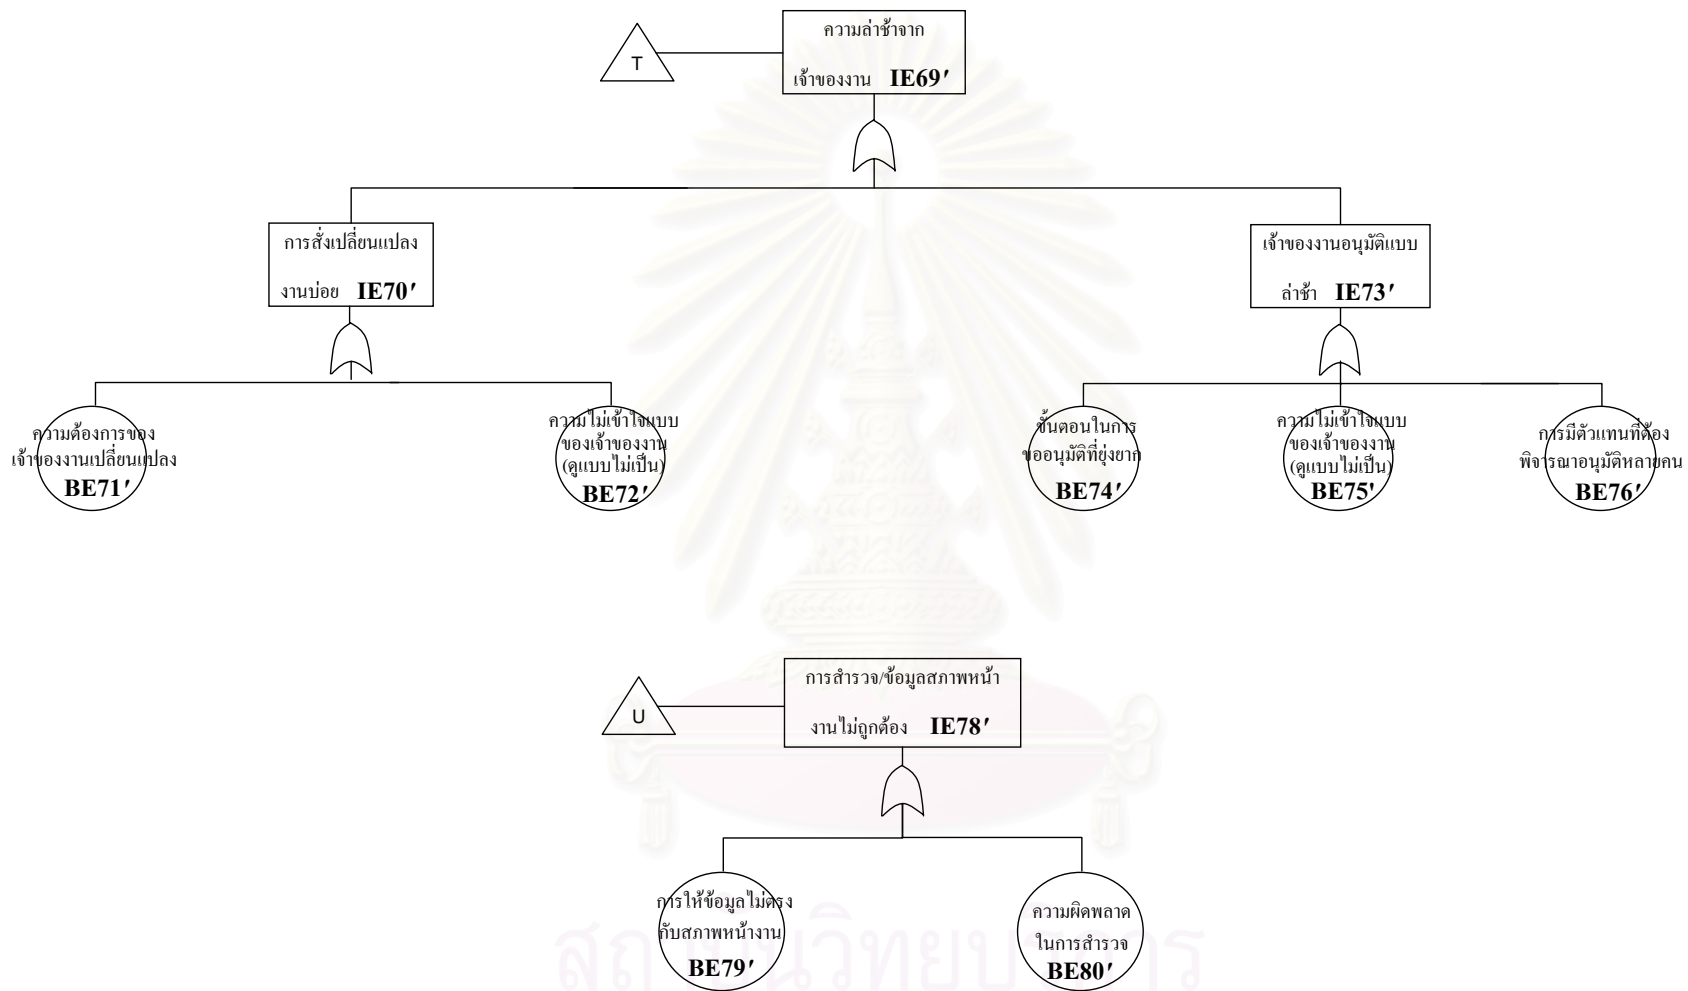 T
ความล่าช้าจาก
เจ้าของงาน IE69′
การสั่งเปลี่ยนแปลง
งานบ่อย IE70′
เจ้าของงานอนุมัติแบบ
ล่าช้า IE73′
ความต้องการของ
เจ้าของงานเปลี่ยนแปลง
BE71′
ความไม่เข้าใจแบบ
ของเจ้าของงาน
(ดูแบบไม่เป็น)
BE72′
ขั้นตอนในการ
ขออนุมัติที่ยุ่งยาก
BE74′
ความไม่เข้าใจแบบ
ของเจ้าของงาน
(ดูแบบไม่เป็น)
BE75'
การมีตัวแทนที่ต้อง
พิจารณาอนุมัติหลายคน
BE76′
U
การสำรวจ/ข้อมูลสภาพหน้า
งานไม่ถูกต้อง IE78′
การให้ข้อมูลไม่ตรง
กับสภาพหน้างาน
BE79′
ความผิดพลาด
ในการสำรวจ
BE80′
สถาบันวิทยบริการ